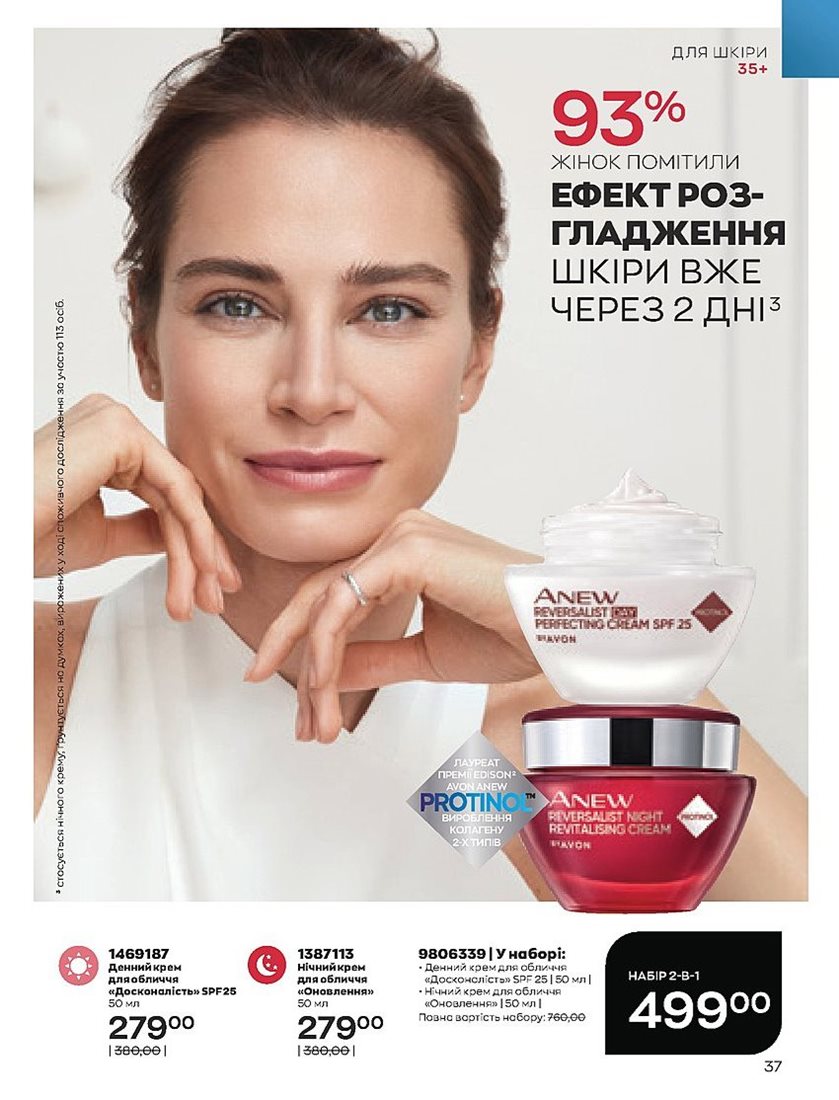 ДЛЯ ШКІРИ
35+
93%
ЖІНОК ПОМІТИЛИ
ЕФЕКТ РОЗ-
ГЛАДЖЕННЯ
ШКІРИ ВЖЕ
ЧЕРЕЗ 2 ДНІ³
³ стосується нічного крему, ґрунтується на думках, виражених у ході споживчого дослідження за участю 113 осіб.
ANEW
REVERSALIST DAY
PERFECTING CREAM SPF 25
BY AVON
PROTINOL
ЛАУРЕАТ
ПРЕМІЇ EDISON²
AVON ANEW
PROTINOL™
ВИРОБЛЕННЯ
КОЛАГЕНУ
2-Х ТИПІВ
ANEW
REVERSALIST NIGHT
REVITALISING CREAM
BY AVON
PROTINOL
1469187
Денний крем
для обличчя
«Досконалість» SPF25
50 мл
279⁰⁰
| 380,00 |
1387113
Нічний крем
для обличчя
«Оновлення»
50 мл
279⁰⁰
| 380,00 |
9806339 | У наборі:
• Денний крем для обличчя
«Досконалість» SPF 25 | 50 мл |
• Нічний крем для обличчя
«Оновлення» | 50 мл |
Повна вартість набору: 760,00
НАБІР 2-В-1
499⁰⁰
37